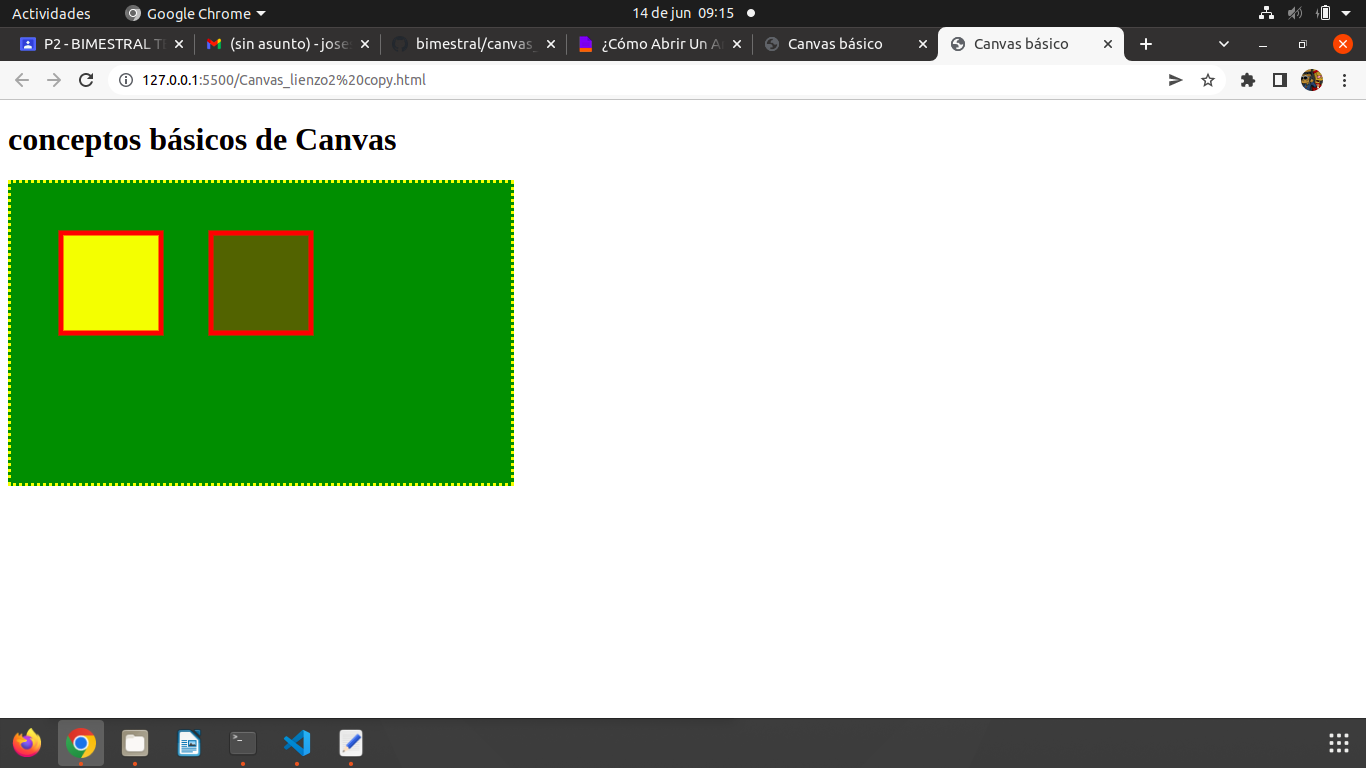 Actividades
Google Chrome
14 de jun 09:15
P2 - BIMESTRAL
(sin asunto) - jose
bimestral/canvas_
¿Cómo Abrir Un
Canvas básico
Canvas básico
127.0.0.1:5500/Canvas_lienzo2%20copy.html
conceptos básicos de Canvas